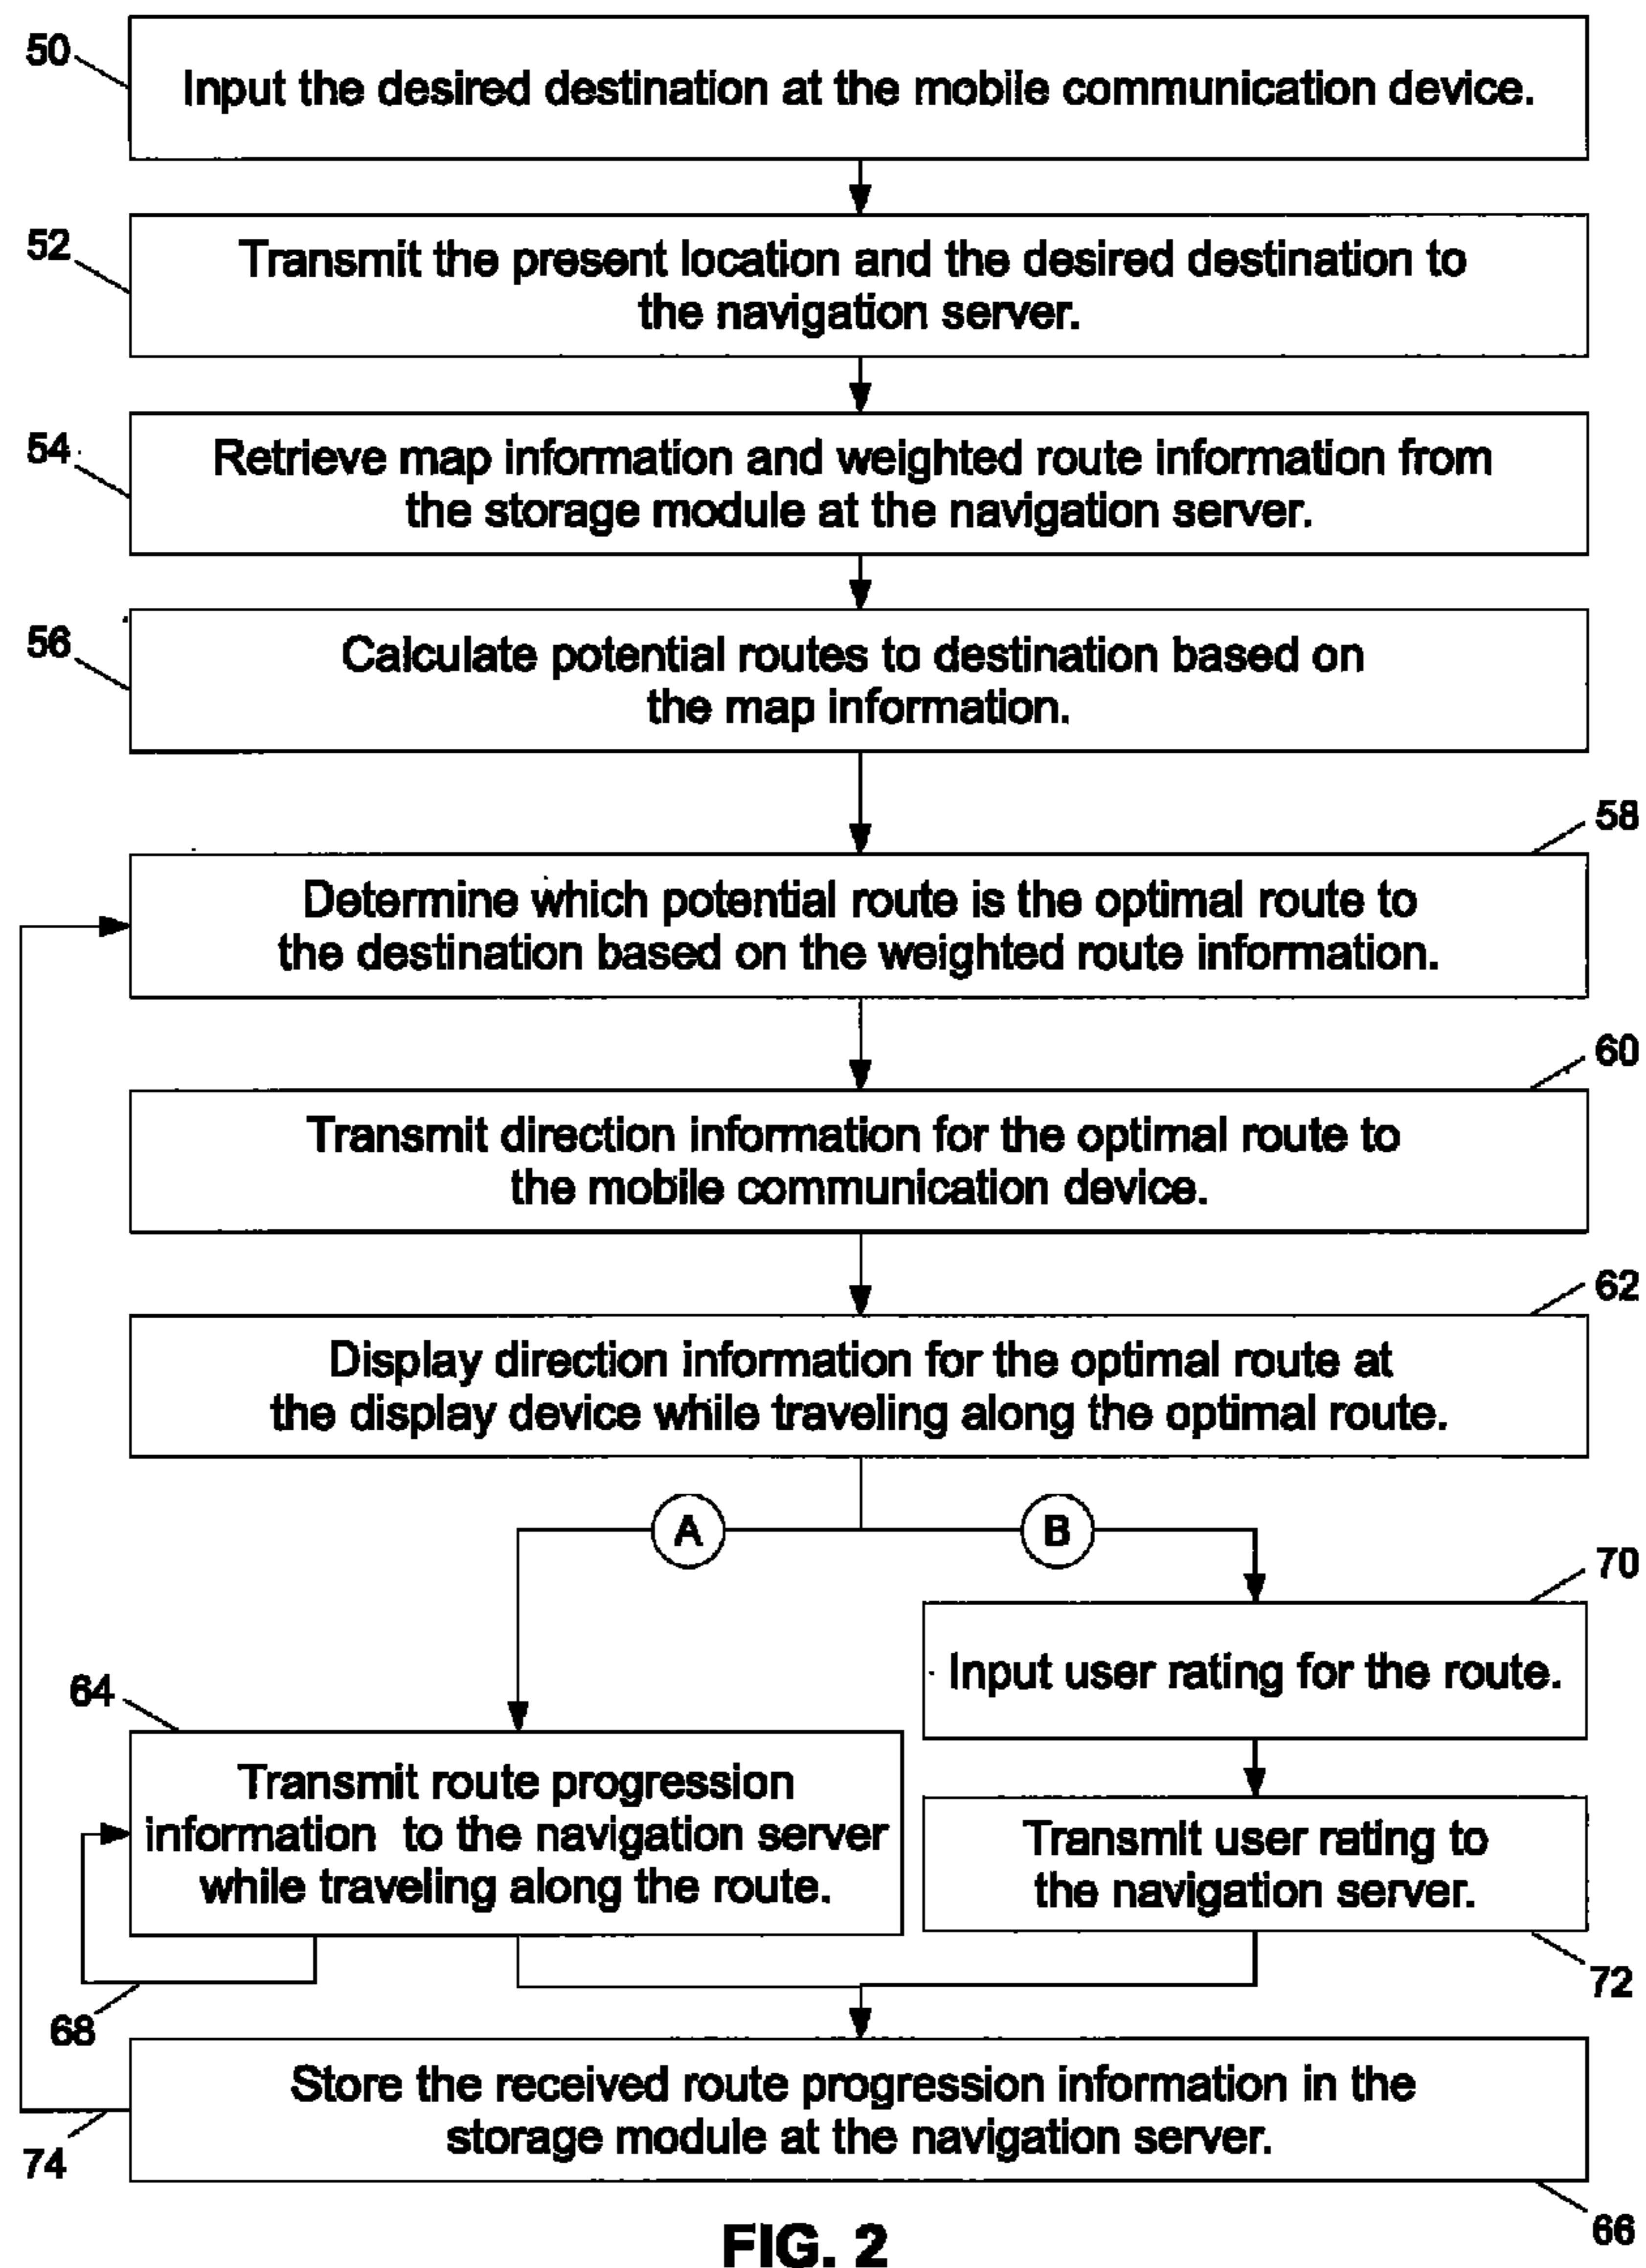 50
Input the desired destination at the mobile communication device.
52
Transmit the present location and the desired destination to
the navigation server.
54
Retrieve map information and weighted route information from
the storage module at the navigation server.
56
Calculate potential routes to destination based on
the map information.
58
Determine which potential route is the optimal route to
the destination based on the weighted route information.
60
Transmit direction information for the optimal route to
the mobile communication device.
62
Display direction information for the optimal route at
the display device while traveling along the optimal route.
A
B
70
Input user rating for the route.
64
Transmit route progression
information to the navigation server
while traveling along the route.
Transmit user rating to
the navigation server.
72
68
Store the received route progression information in the
storage module at the navigation server.
74
66
FIG. 2